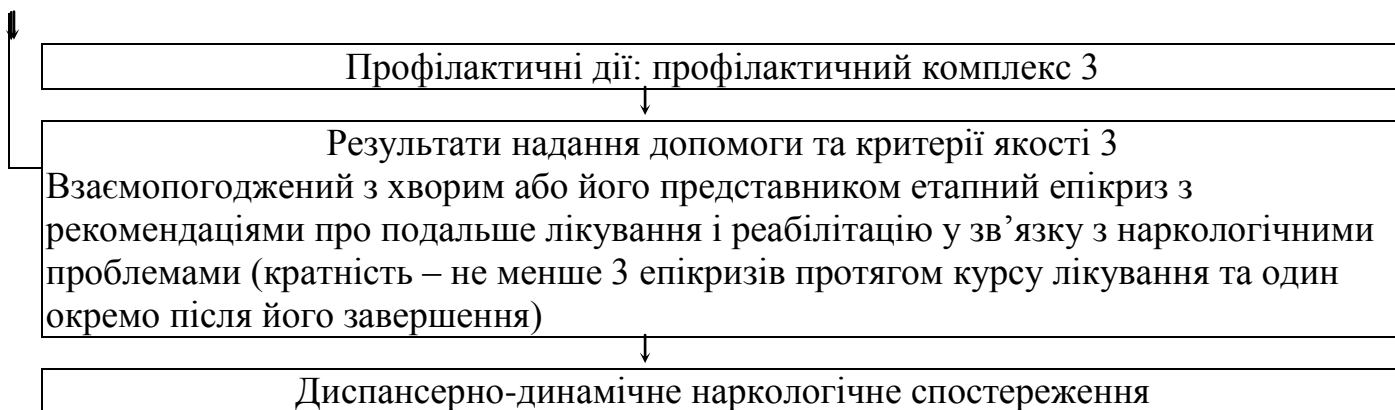 Профілактичні дії: профілактичний комплекс 3
Результати надання допомоги та критерії якості 3
Взаємопогоджений з хворим або його представником етапний епікриз з
рекомендаціями про подальше лікування і реабілітацію у зв’язку з наркологічними
проблемами (кратність – не менше 3 епікризів протягом курсу лікування та один
окремо після його завершення)
Диспансерно-динамічне наркологічне спостереження